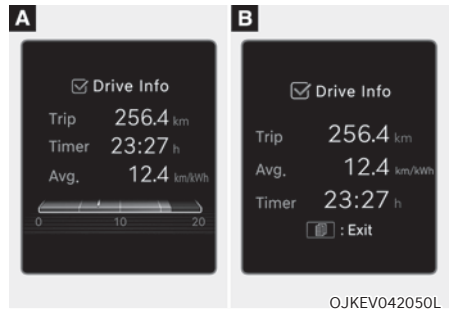 A
Drive Info
Trip 256.4 km
Timer 23:27 h
Avg. 12.4 km/kWh
0 10 20
B
Drive Info
Trip 256.4 km
Avg. 12.4 km/kWh
Timer 23:27 h
: Exit
OJKEV042050L